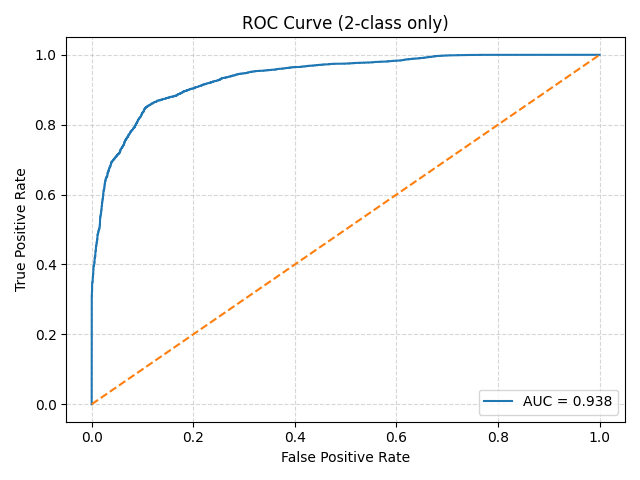 ROC Curve (2-class only)
True Positive Rate
1.0
0.8
0.6
0.4
0.2
0.0
0.0 0.2 0.4 0.6 0.8 1.0
False Positive Rate
AUC = 0.938